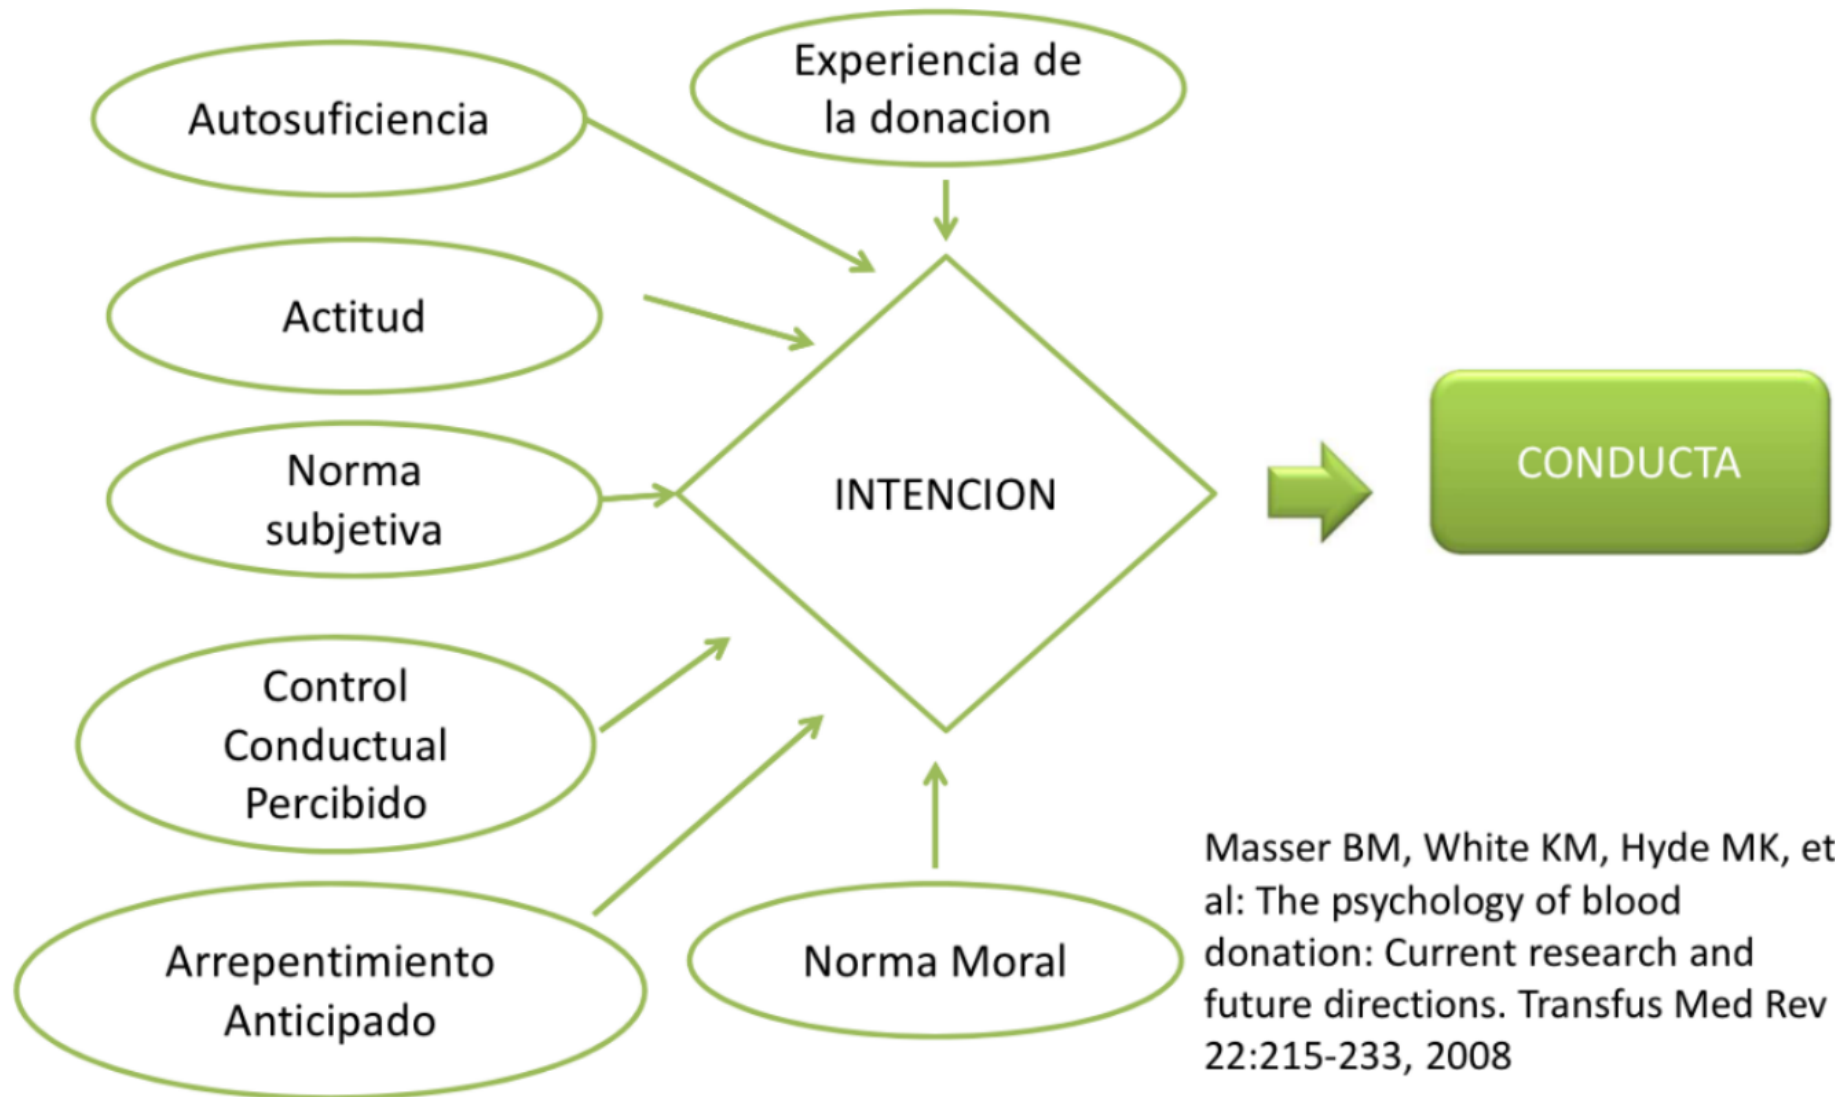 Autosuficiencia
Experiencia de
la donacion
Actitud
Norma
subjetiva
INTENCION
CONDUCTA
Control
Conductual
Percibido
Arrepentimiento
Anticipado
Norma Moral
Masser BM, White KM, Hyde MK, et
al: The psychology of blood
donation: Current research and
future directions. Transfus Med Rev
22:215-233, 2008